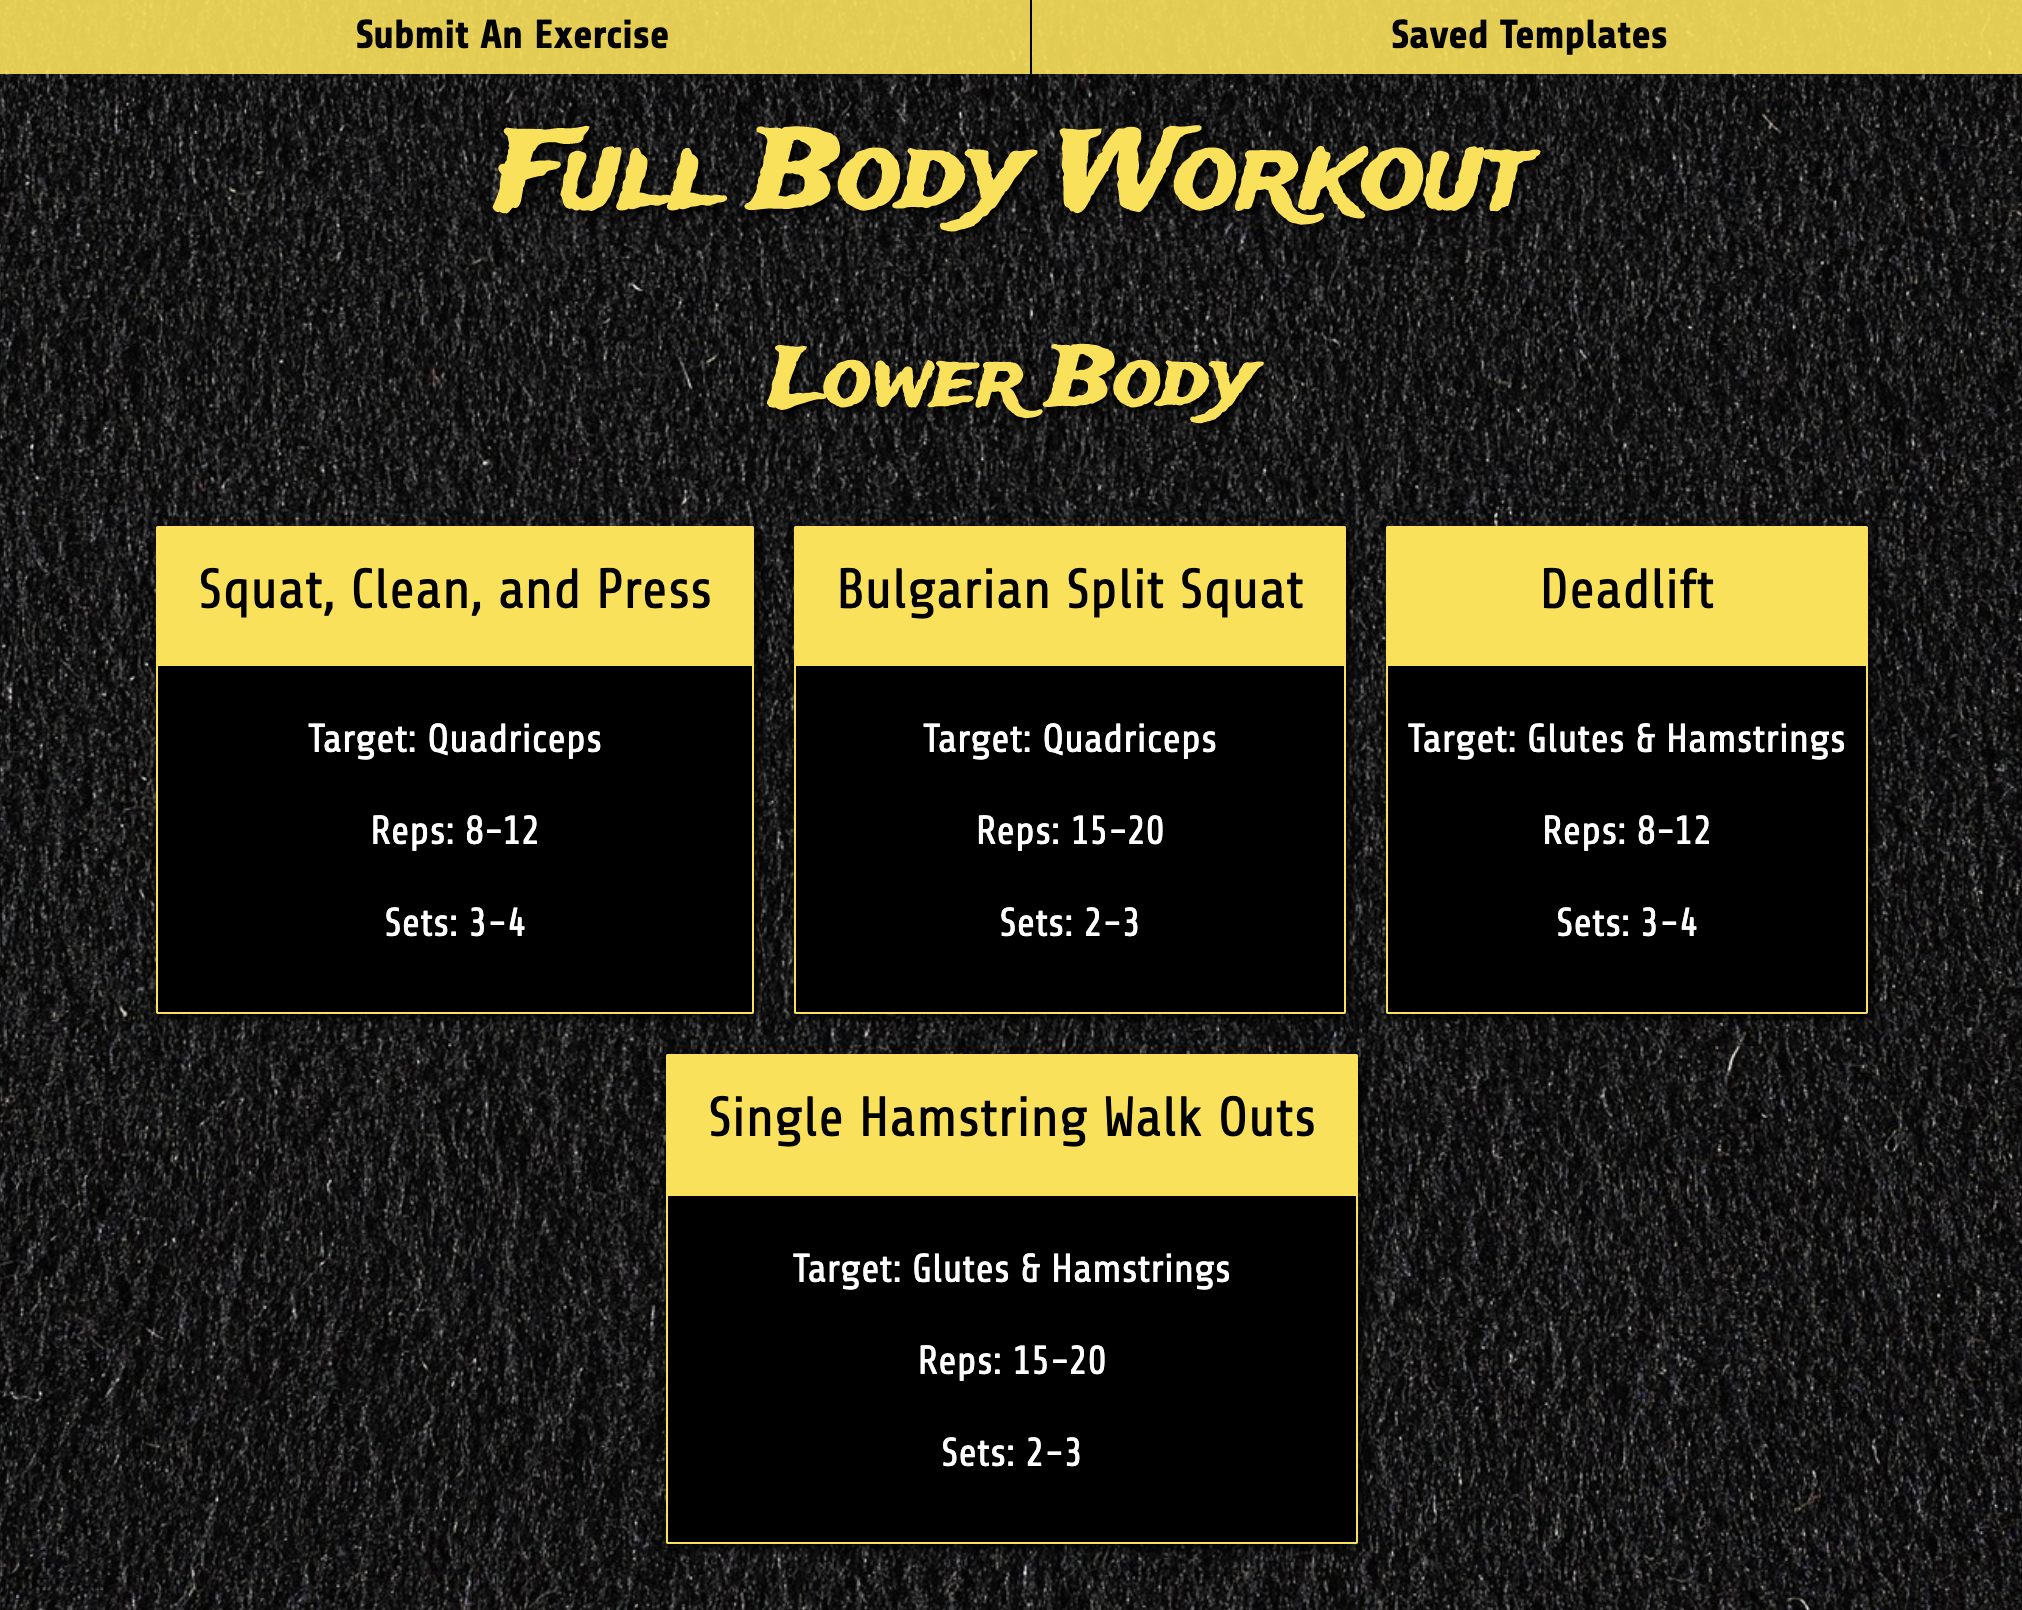 Submit An Exercise
Saved Templates
Full Body Workout
Lower Body
Squat, Clean, and Press
Target: Quadriceps
Reps: 8-12
Sets: 3-4
Bulgarian Split Squat
Target: Quadriceps
Reps: 15-20
Sets: 2-3
Deadlift
Target: Glutes & Hamstrings
Reps: 8-12
Sets: 3-4
Single Hamstring Walk Outs
Target: Glutes & Hamstrings
Reps: 15-20
Sets: 2-3